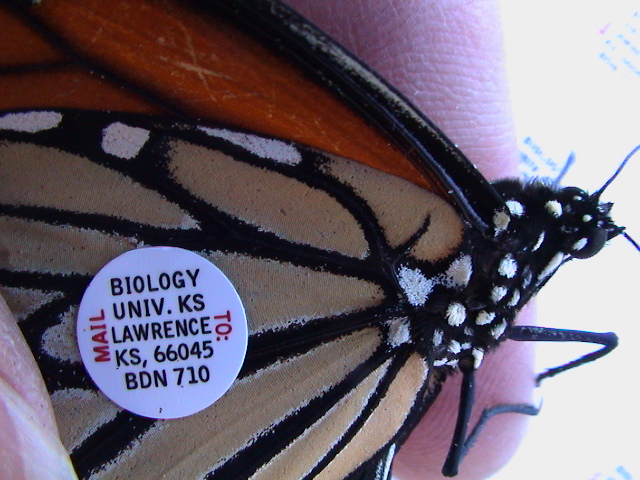 BIOLOGY
UNIV. KS
MAIL LAWRENCE TO:
KS, 66045
BDN 710